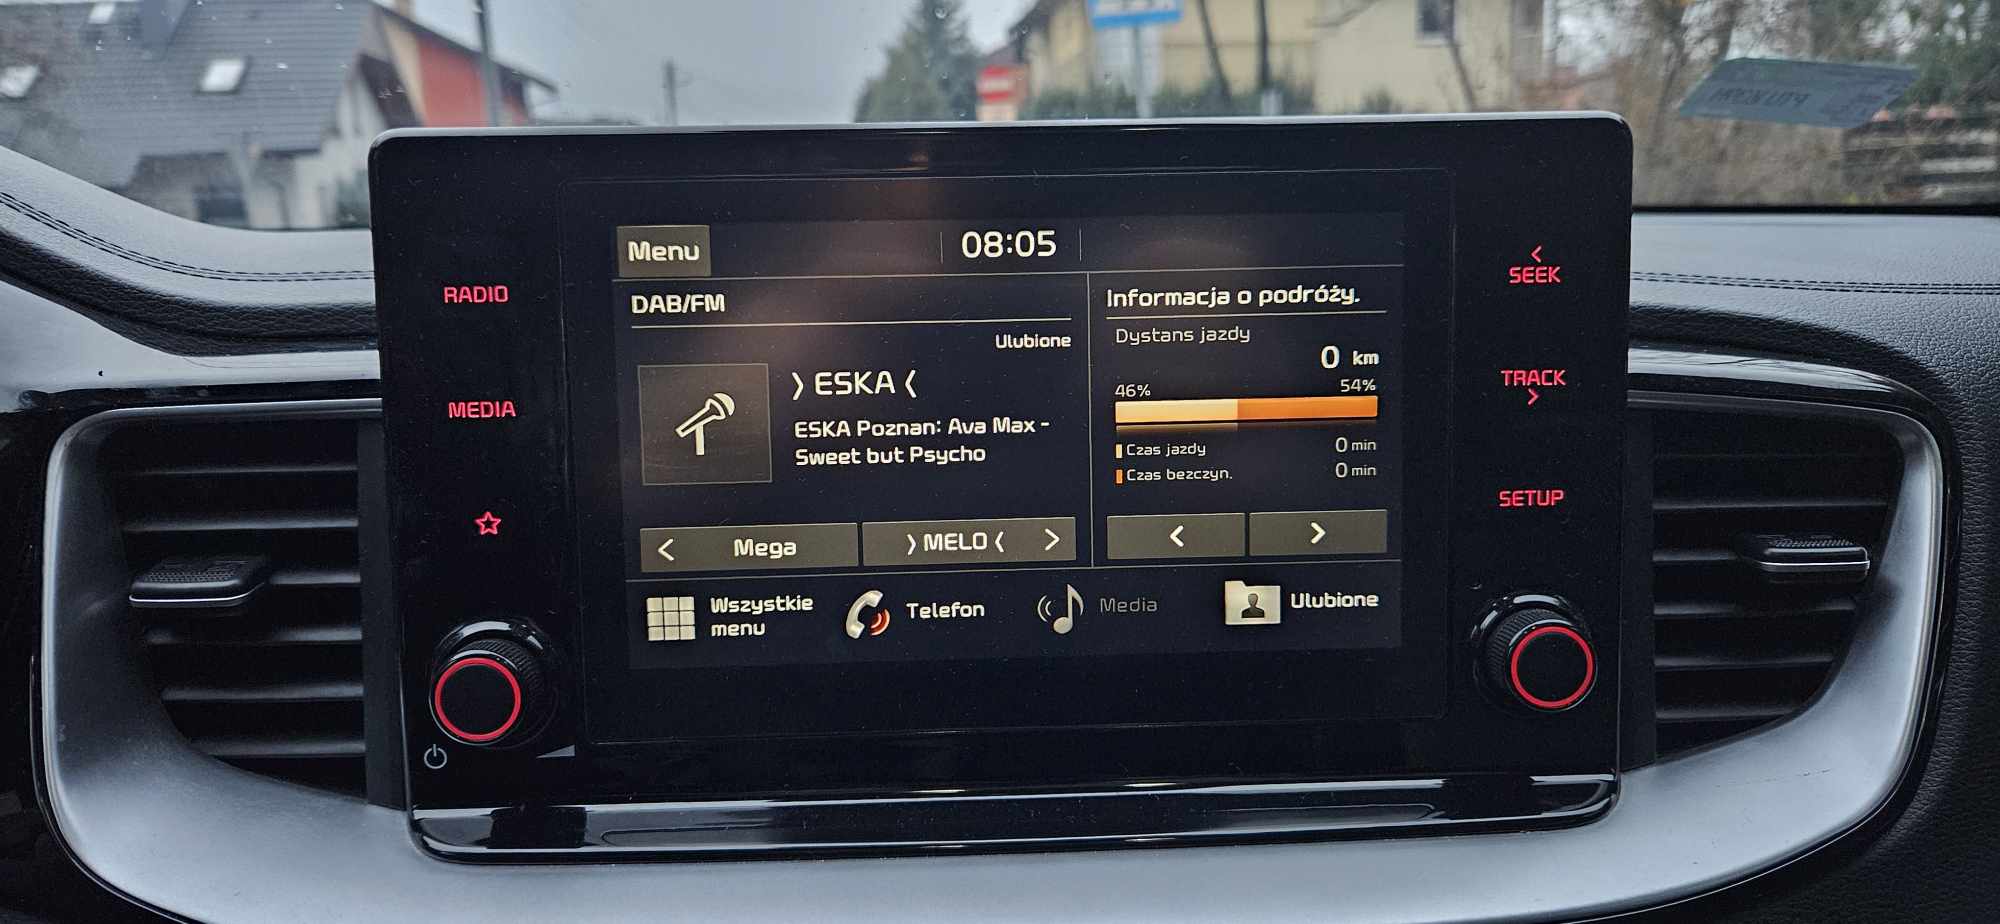 Menu
08:05
RADIO
MEDIA
DAB/FM
Ulubione
⟩ ESKA ⟨
ESKA Poznan: Ava Max -
Sweet but Psycho
< Mega
⟩ MELO ⟨ >
Informacja o podróży.
Dystans jazdy
0 km
46% 54%
Czas jazdy 0 min
Czas bezczyn. 0 min
< >
Wszystkie
menu
Telefon
Media
Ulubione
<
SEEK
TRACK
>
SETUP